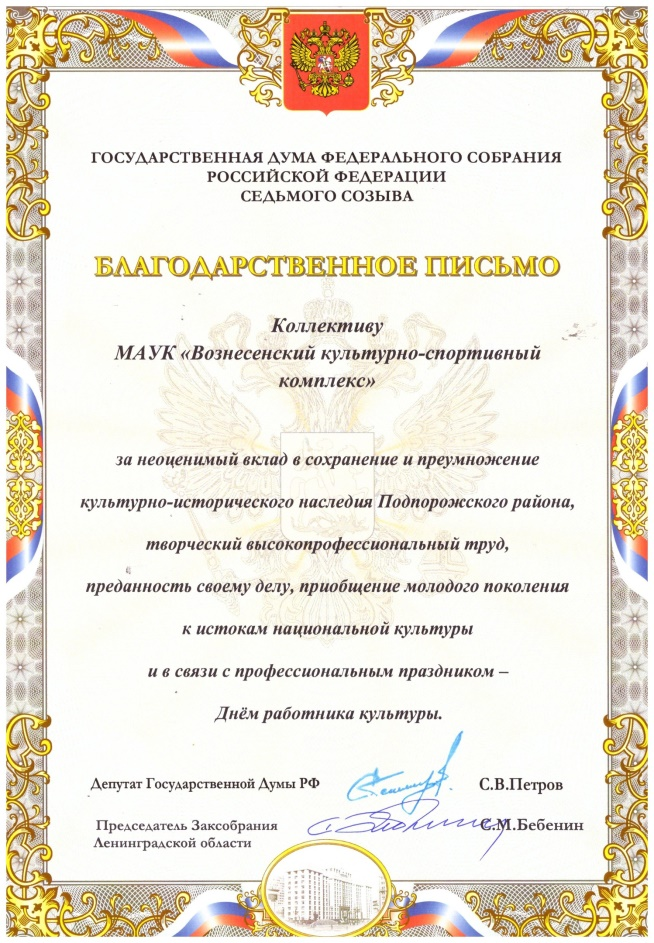 ГОСУДАРСТВЕННАЯ ДУМА ФЕДЕРАЛЬНОГО СОБРАНИЯ
РОССИЙСКОЙ ФЕДЕРАЦИИ
СЕДЬМОГО СОЗЫВА
БЛАГОДАРСТВЕННОЕ ПИСЬМО
Коллективу
МАУК «Вознесенский культурно-спортивный
комплекс»
за неоценимый вклад в сохранение и преумножение
культурно-исторического наследия Подпорожского района,
творческий высокопрофессиональный труд,
преданность своему делу, приобщение молодого поколения
к истокам национальной культуры
и в связи с профессиональным праздником –
Днём работника культуры.
Депутат Государственной Думы РФ С.В.Петров
Председатель Заксобрания С.М.Бебенин
Ленинградской области